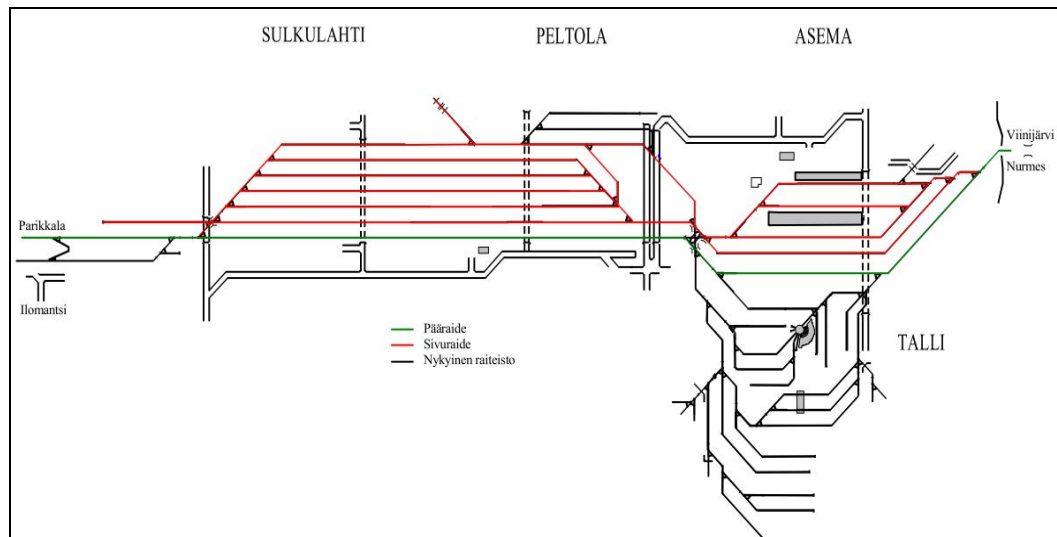 SULKULAHTI
PELTOLA
ASEMA
Viinijärvi
Nurmes
Parikkala
Ilomantsi
Pääraide
Sivuraide
Nykyinen raiteisto
TALLI